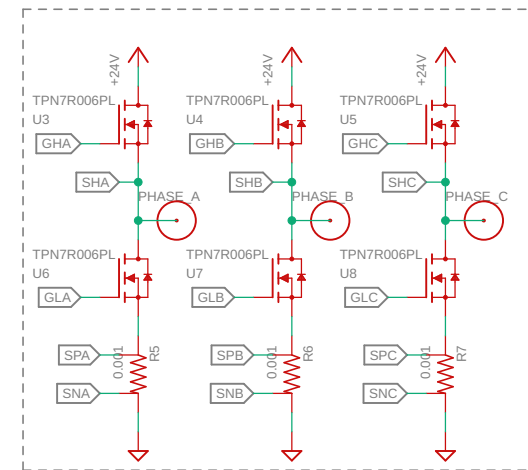 +24V
+24V
+24V
TPN7R006PL
U3
TPN7R006PL
U4
TPN7R006PL
U5
GHA
GHB
GHC
SHA
SHB
SHC
PHASE_A
PHASE_B
PHASE_C
TPN7R006PL
U6
TPN7R006PL
U7
TPN7R006PL
U8
GLA
GLB
GLC
SPA
0.001
R5
SPB
0.001
R6
SPC
0.001
R7
SNA
SNB
SNC